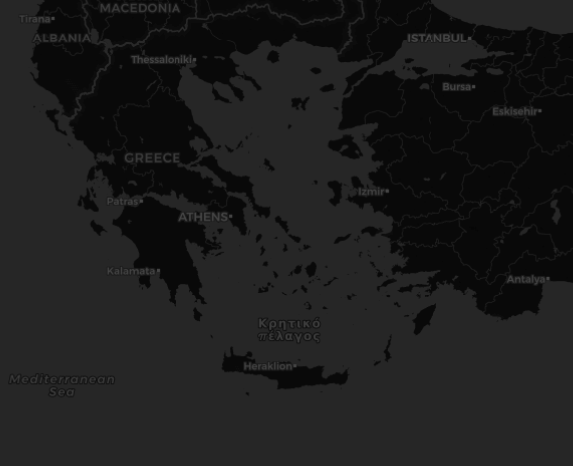 MACEDONIA
Tirana
ALBANIA
ISTANBUL
Thessaloniki
Bursa
Eskisehir
GREECE
Izmir
Patras
ATHENS
Kalamata
Antalya
Κρητικό
πέλαγος
Heraklion
Mediterranean
Sea